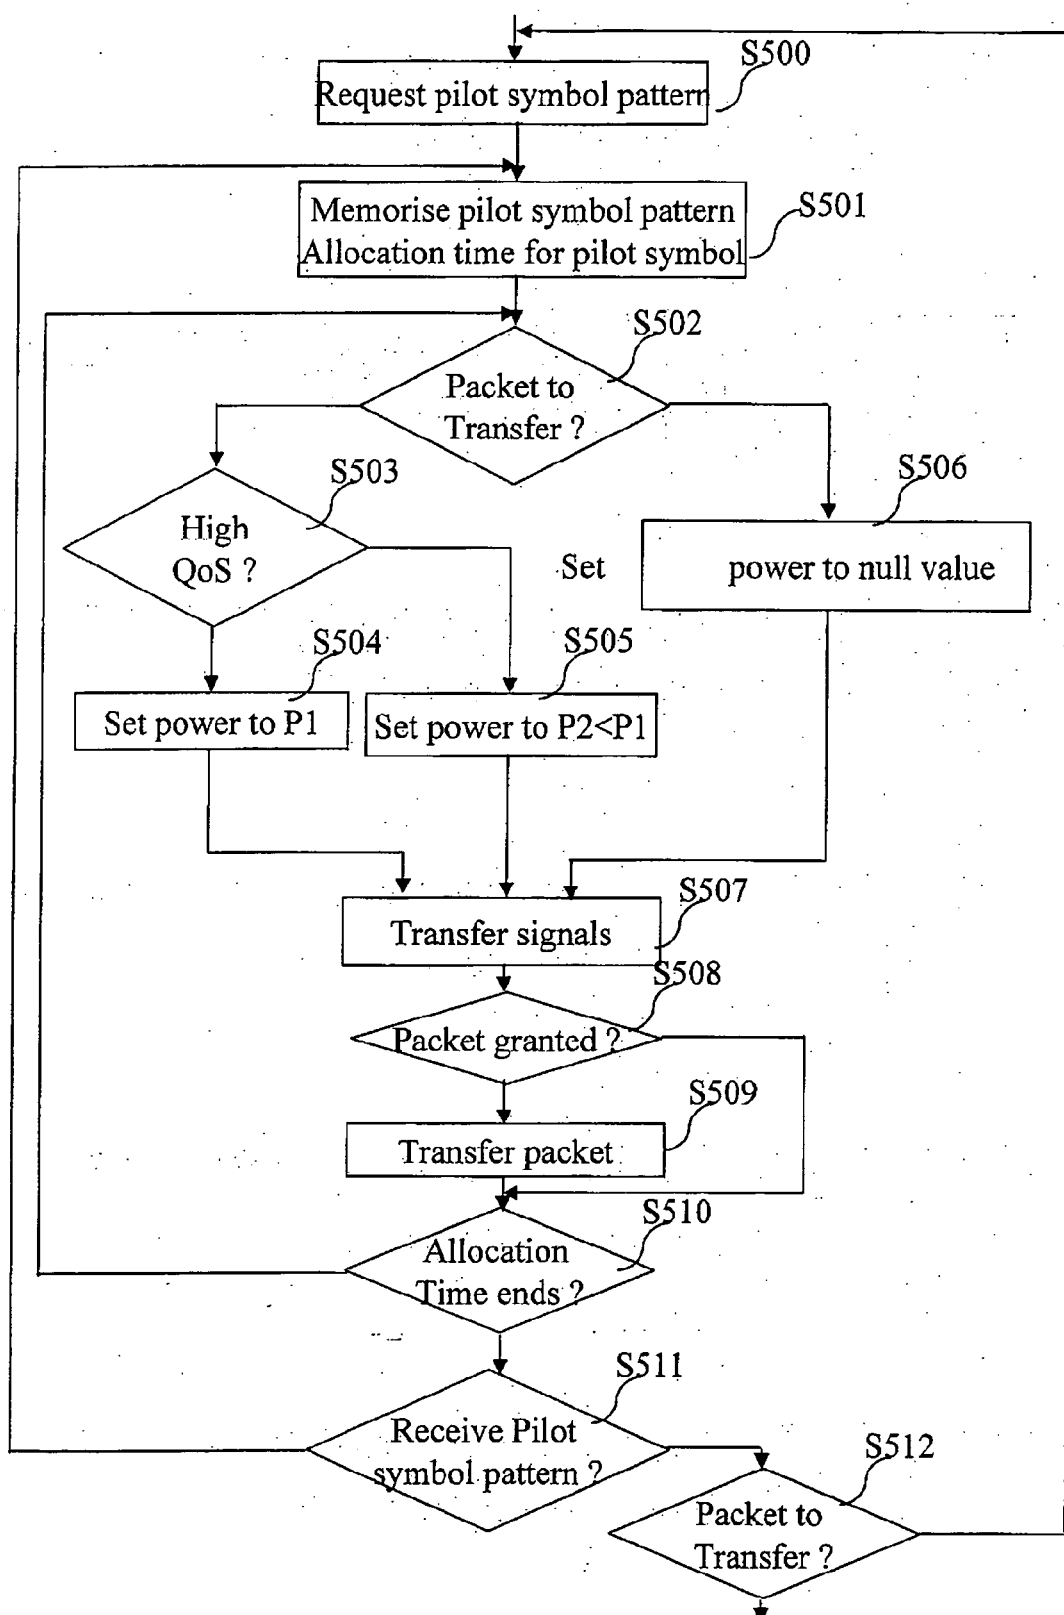 S500
Request pilot symbol pattern
S501
Memorise pilot symbol pattern
Allocation time for pilot symbol
S502
Packet to
Transfer ?
S503
High
QoS ?
S506
Set power to null value
S504
Set power to P1
S505
Set power to P2<P1
S507
Transfer signals
S508
Packet granted ?
S509
Transfer packet
S510
Allocation
Time ends ?
S511
Receive Pilot
symbol pattern ?
S512
Packet to
Transfer ?